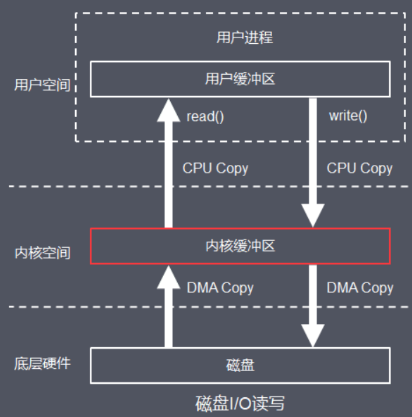 用户进程
用户空间
用户缓冲区
read()
write()
CPU Copy
CPU Copy
内核空间
内核缓冲区
DMA Copy
DMA Copy
底层硬件
磁盘
磁盘I/O读写